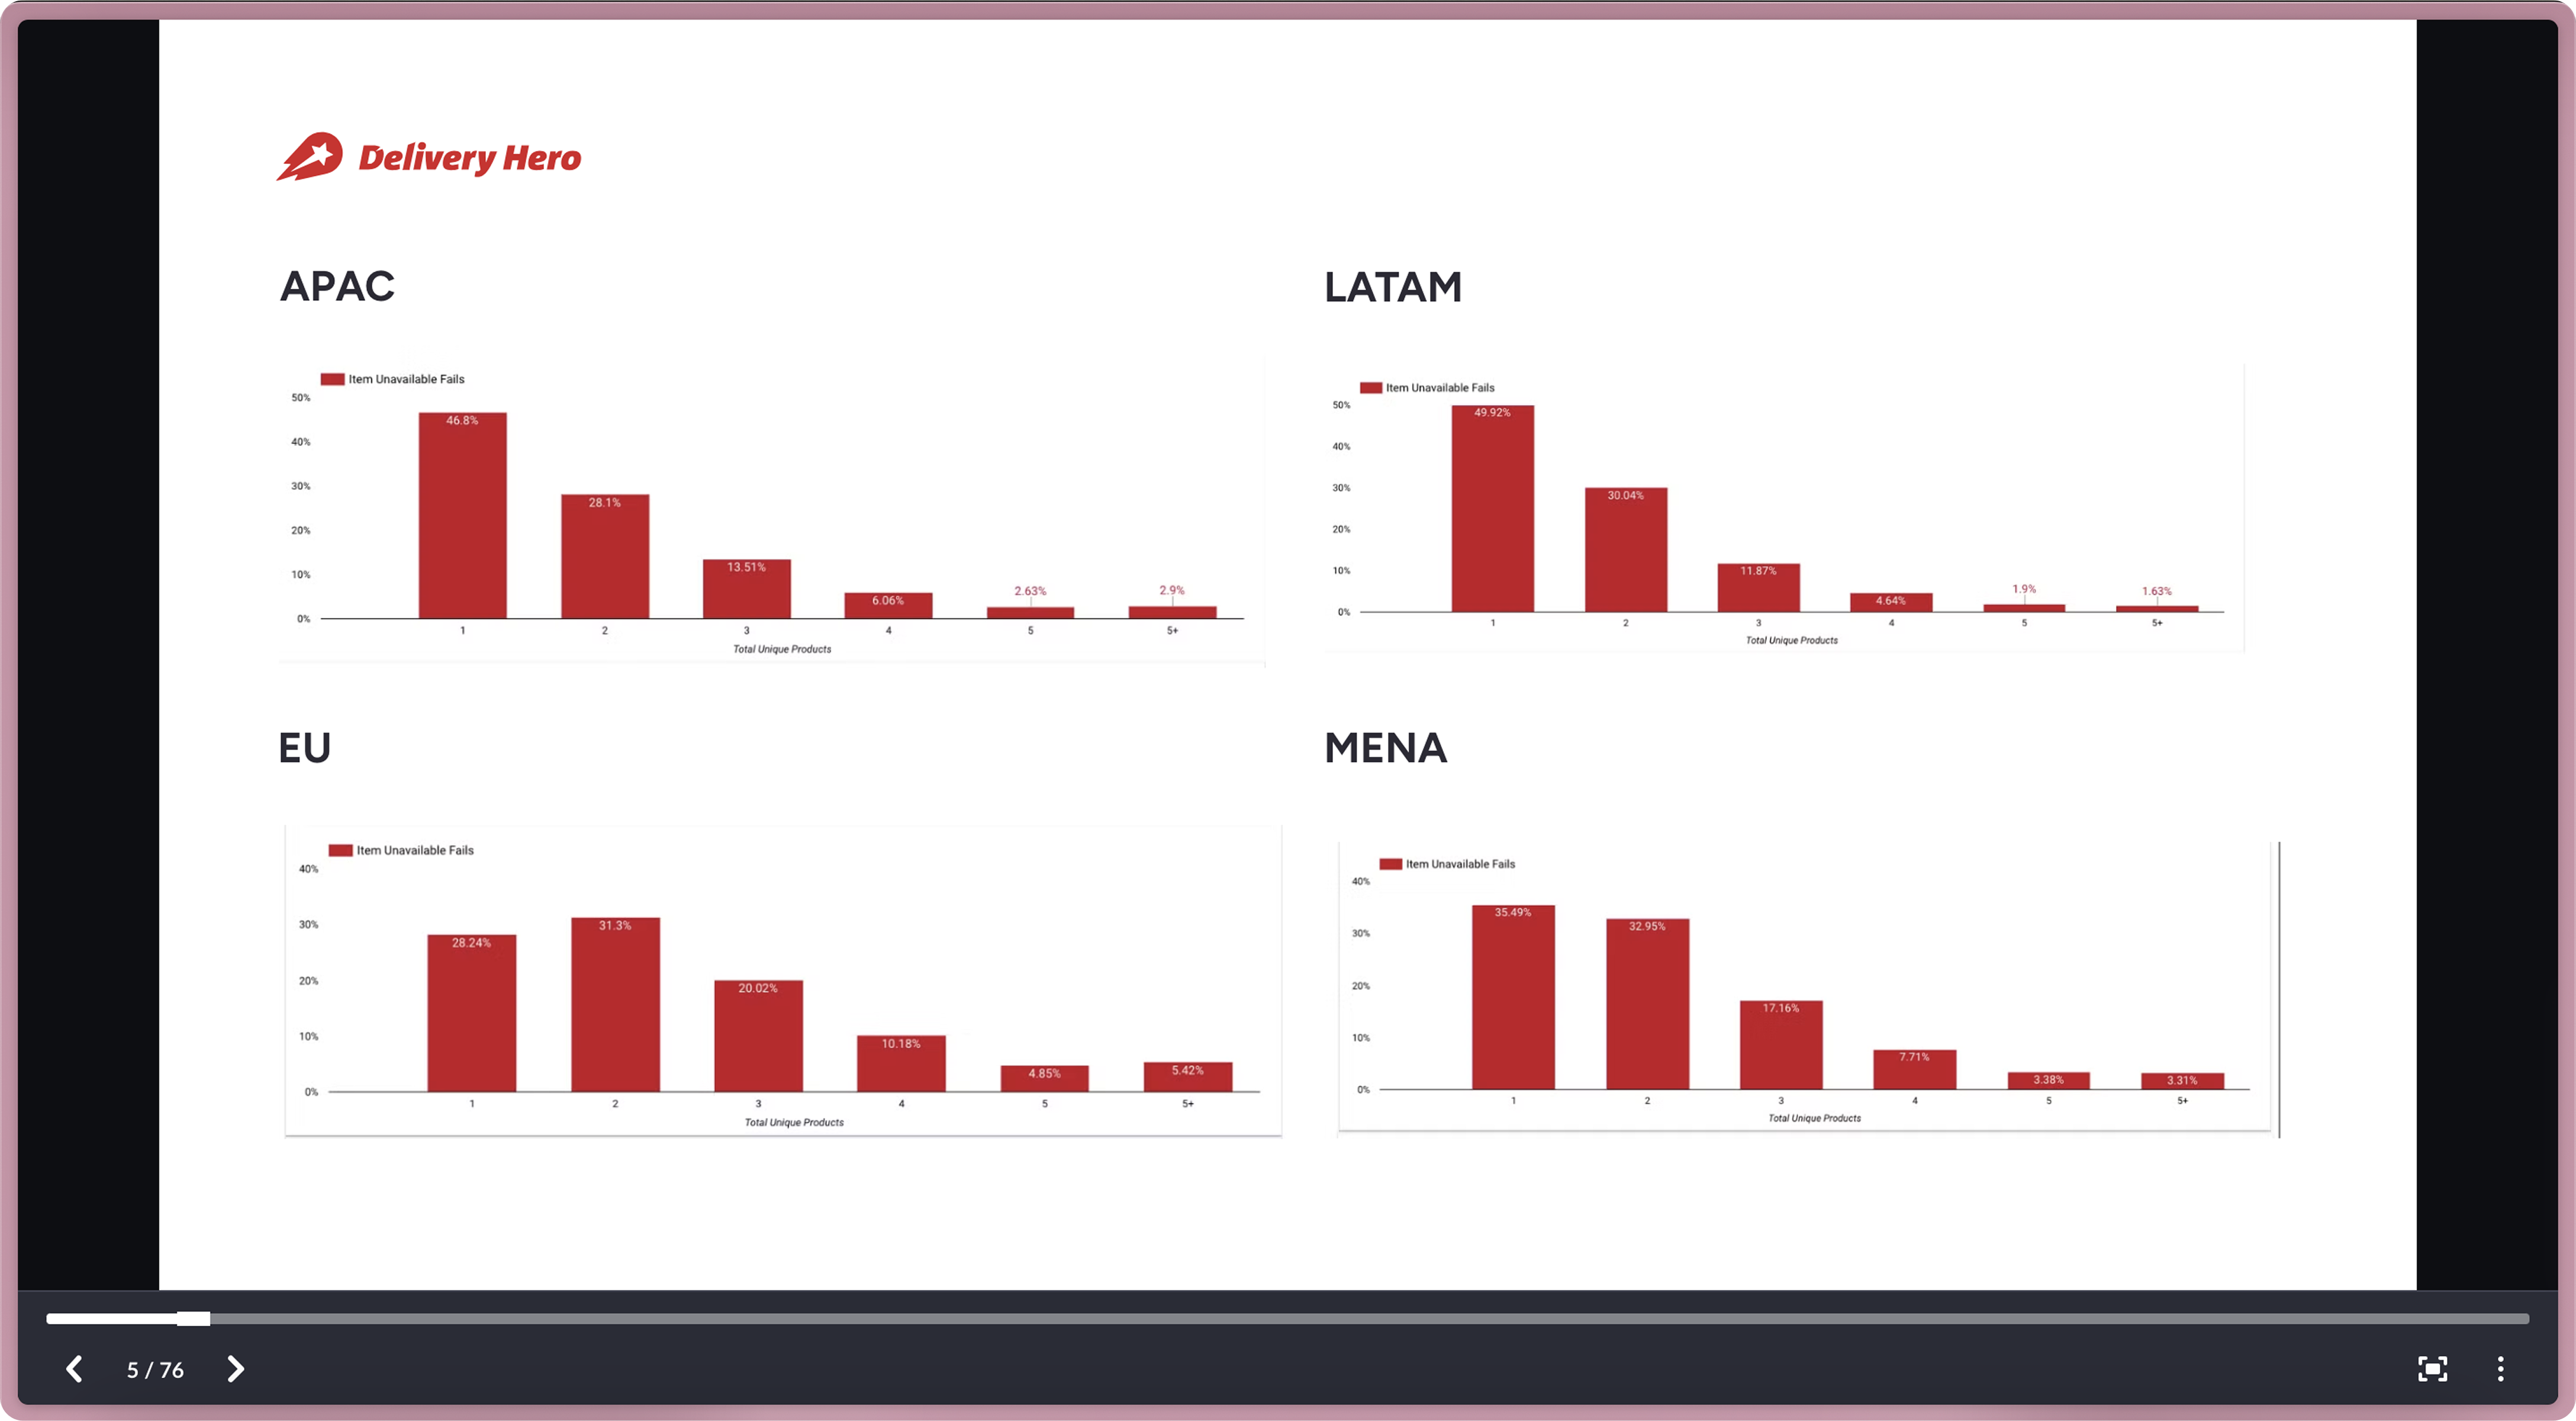 Delivery Hero
APAC
Item Unavailable Fails
50%
40%
30%
20%
10%
0%
46.8%
28.1%
13.51%
6.06%
2.63%
2.9%
1 2 3 4 5 5+
Total Unique Products
LATAM
Item Unavailable Fails
50%
40%
30%
20%
10%
0%
49.92%
30.04%
11.87%
4.64%
1.9%
1.63%
1 2 3 4 5 5+
Total Unique Products
EU
Item Unavailable Fails
40%
30%
20%
10%
0%
28.24%
31.3%
20.02%
10.18%
4.85%
5.42%
1 2 3 4 5 5+
Total Unique Products
MENA
Item Unavailable Fails
40%
30%
20%
10%
0%
35.49%
32.95%
17.16%
7.71%
3.38%
3.31%
1 2 3 4 5 5+
Total Unique Products
5 / 76